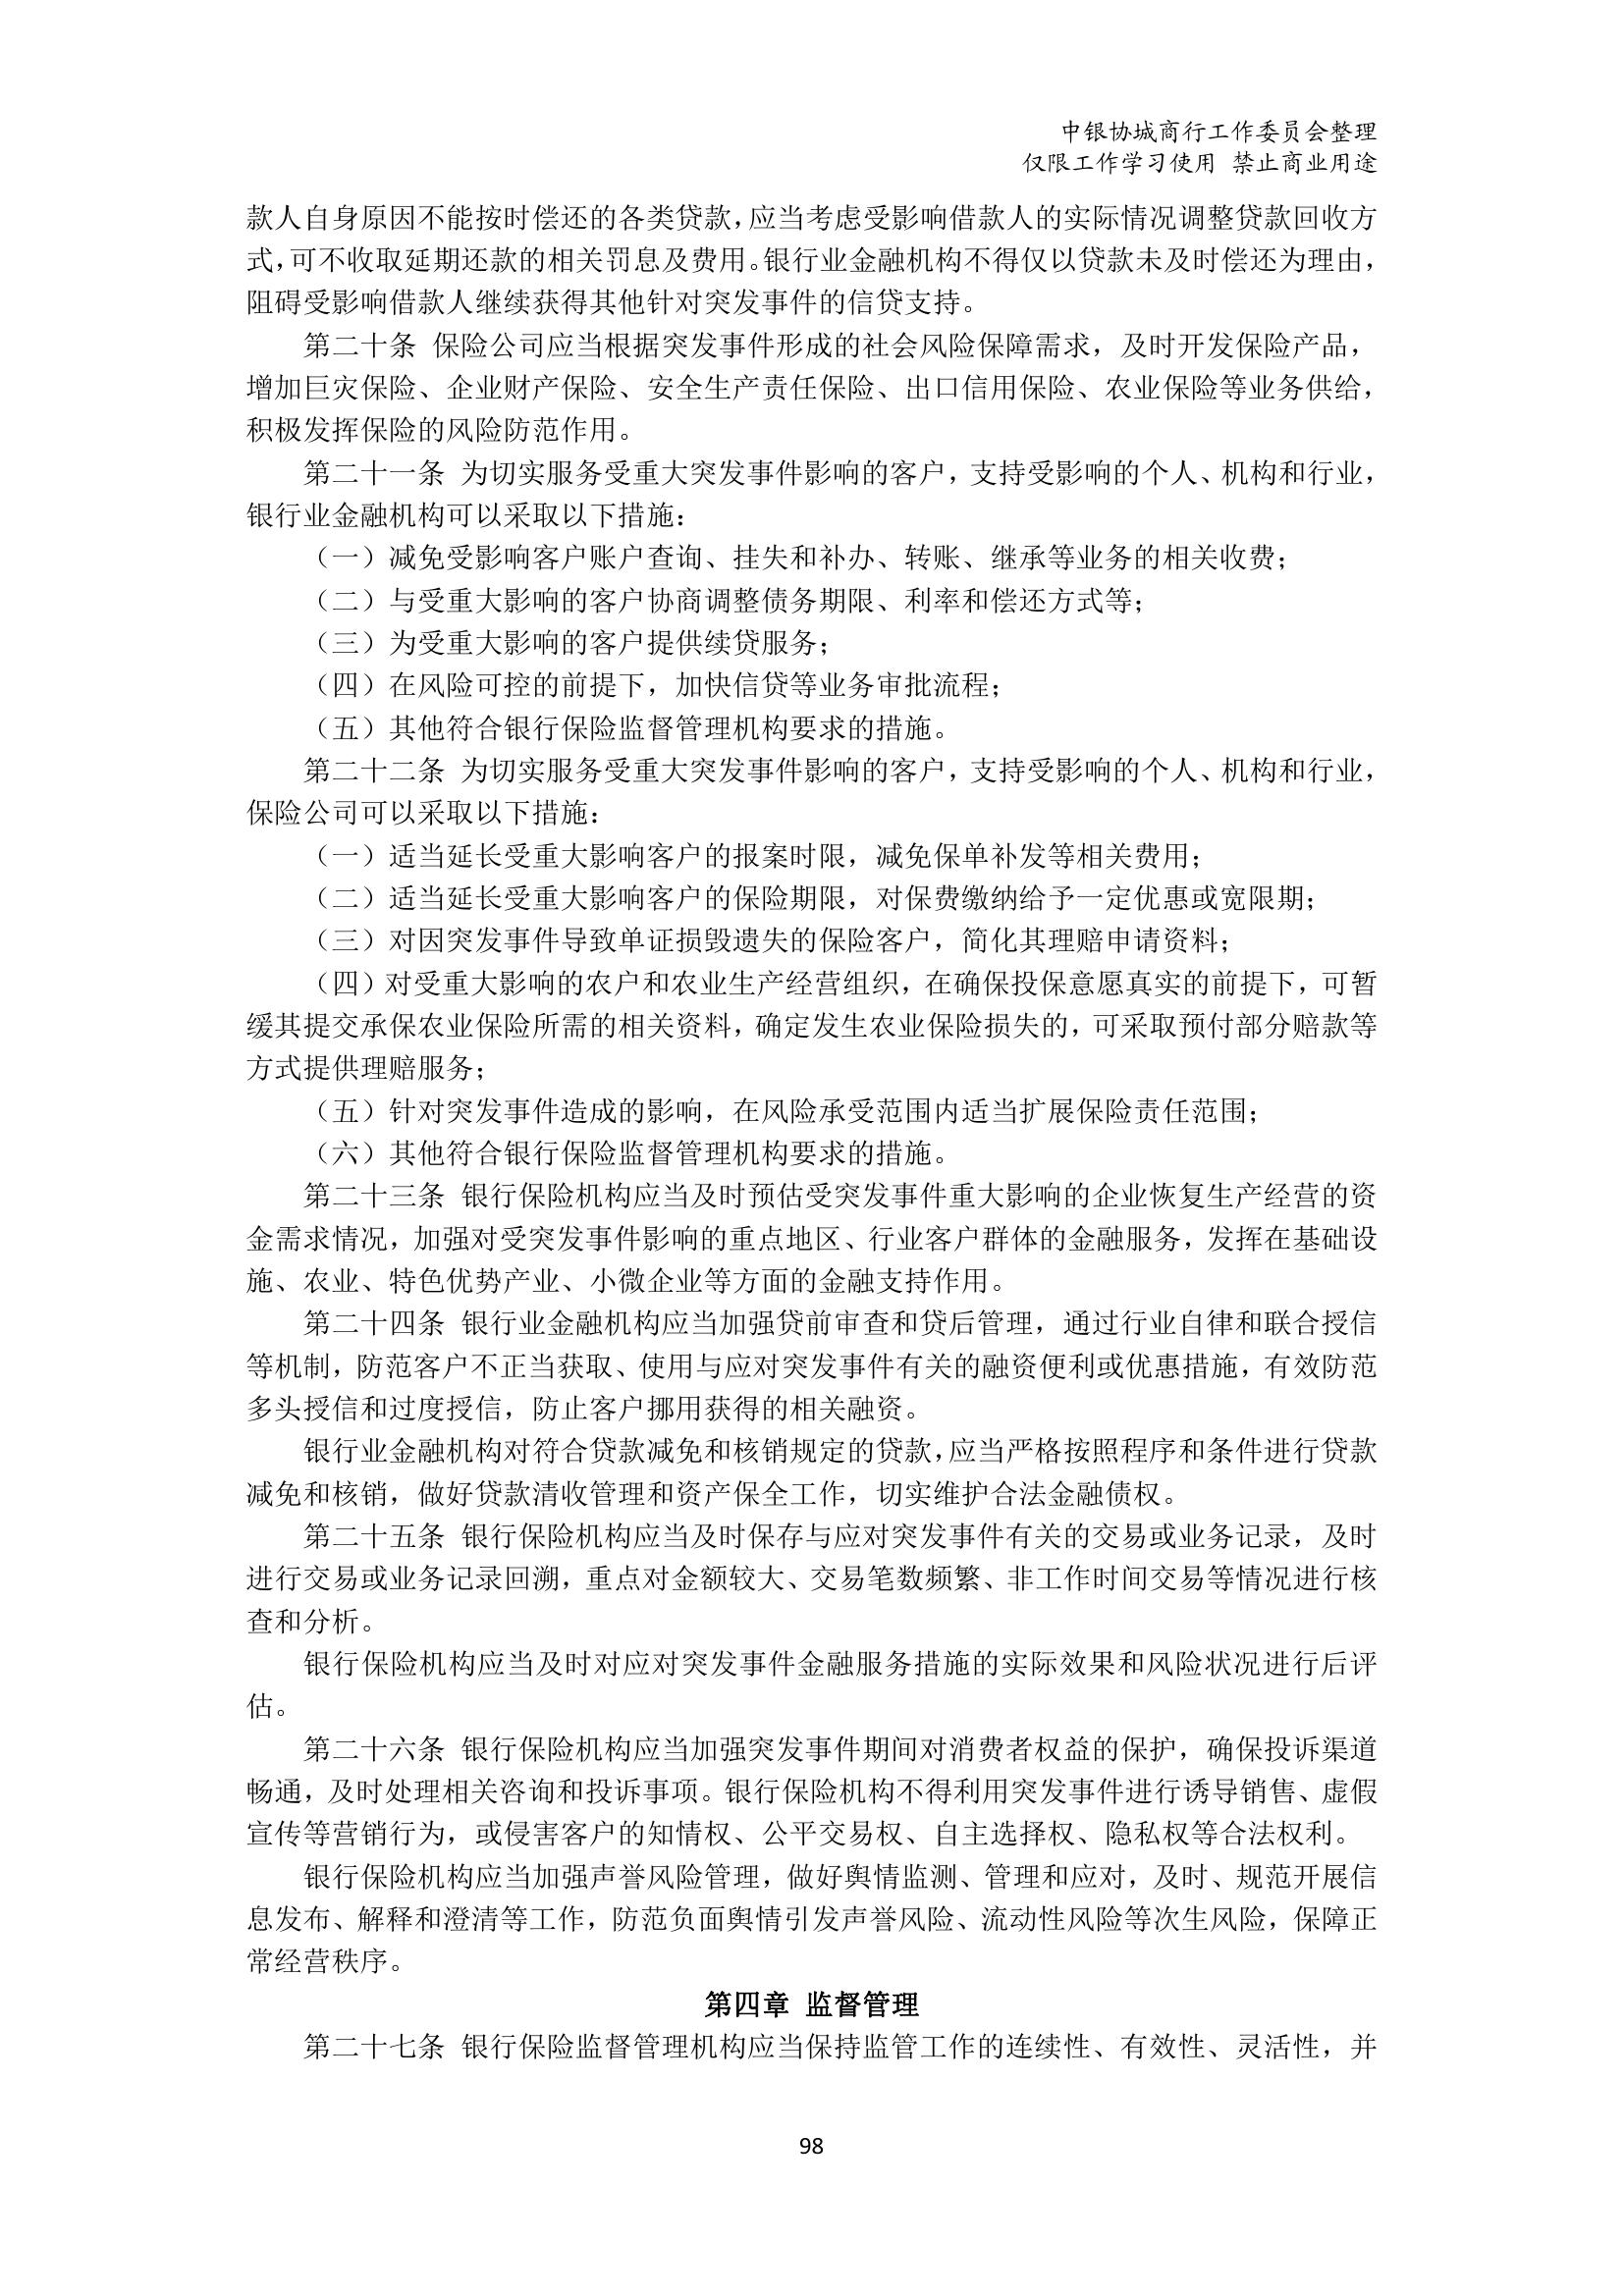 中银协城商行工作委员会整理
仅限工作学习使用 禁止商业用途
款人自身原因不能按时偿还的各类贷款，应当考虑受影响借款人的实际情况调整贷款回收方
式，可不收取延期还款的相关罚息及费用。银行业金融机构不得仅以贷款未及时偿还为理由，
阻碍受影响借款人继续获得其他针对突发事件的信贷支持。
第二十条 保险公司应当根据突发事件形成的社会风险保障需求，及时开发保险产品，
增加巨灾保险、企业财产保险、安全生产责任保险、出口信用保险、农业保险等业务供给，
积极发挥保险的风险防范作用。
第二十一条 为切实服务受重大突发事件影响的客户，支持受影响的个人、机构和行业，
银行业金融机构可以采取以下措施：
（一）减免受影响客户账户查询、挂失和补办、转账、继承等业务的相关收费；
（二）与受重大影响的客户协商调整债务期限、利率和偿还方式等；
（三）为受重大影响的客户提供续贷服务；
（四）在风险可控的前提下，加快信贷等业务审批流程；
（五）其他符合银行保险监督管理机构要求的措施。
第二十二条 为切实服务受重大突发事件影响的客户，支持受影响的个人、机构和行业，
保险公司可以采取以下措施：
（一）适当延长受重大影响客户的报案时限，减免保单补发等相关费用；
（二）适当延长受重大影响客户的保险期限，对保费缴纳给予一定优惠或宽限期；
（三）对因突发事件导致单证损毁遗失的保险客户，简化其理赔申请资料；
（四）对受重大影响的农户和农业生产经营组织，在确保投保意愿真实的前提下，可暂
缓其提交承保农业保险所需的相关资料，确定发生农业保险损失的，可采取预付部分赔款等
方式提供理赔服务；
（五）针对突发事件造成的影响，在风险承受范围内适当扩展保险责任范围；
（六）其他符合银行保险监督管理机构要求的措施。
第二十三条 银行保险机构应当及时预估受突发事件重大影响的企业恢复生产经营的资
金需求情况，加强对受突发事件影响的重点地区、行业客户群体的金融服务，发挥在基础设
施、农业、特色优势产业、小微企业等方面的金融支持作用。
第二十四条 银行业金融机构应当加强贷前审查和贷后管理，通过行业自律和联合授信
等机制，防范客户不正当获取、使用与应对突发事件有关的融资便利或优惠措施，有效防范
多头授信和过度授信，防止客户挪用获得的相关融资。
银行业金融机构对符合贷款减免和核销规定的贷款，应当严格按照程序和条件进行贷款
减免和核销，做好贷款清收管理和资产保全工作，切实维护合法金融债权。
第二十五条 银行保险机构应当及时保存与应对突发事件有关的交易或业务记录，及时
进行交易或业务记录回溯，重点对金额较大、交易笔数频繁、非工作时间交易等情况进行核
查和分析。
银行保险机构应当及时对应对突发事件金融服务措施的实际效果和风险状况进行后评
估。
第二十六条 银行保险机构应当加强突发事件期间对消费者权益的保护，确保投诉渠道
畅通，及时处理相关咨询和投诉事项。银行保险机构不得利用突发事件进行诱导销售、虚假
宣传等营销行为，或侵害客户的知情权、公平交易权、自主选择权、隐私权等合法权利。
银行保险机构应当加强声誉风险管理，做好舆情监测、管理和应对，及时、规范开展信
息发布、解释和澄清等工作，防范负面舆情引发声誉风险、流动性风险等次生风险，保障正
常经营秩序。
第四章 监督管理
第二十七条 银行保险监督管理机构应当保持监管工作的连续性、有效性、灵活性，并
98